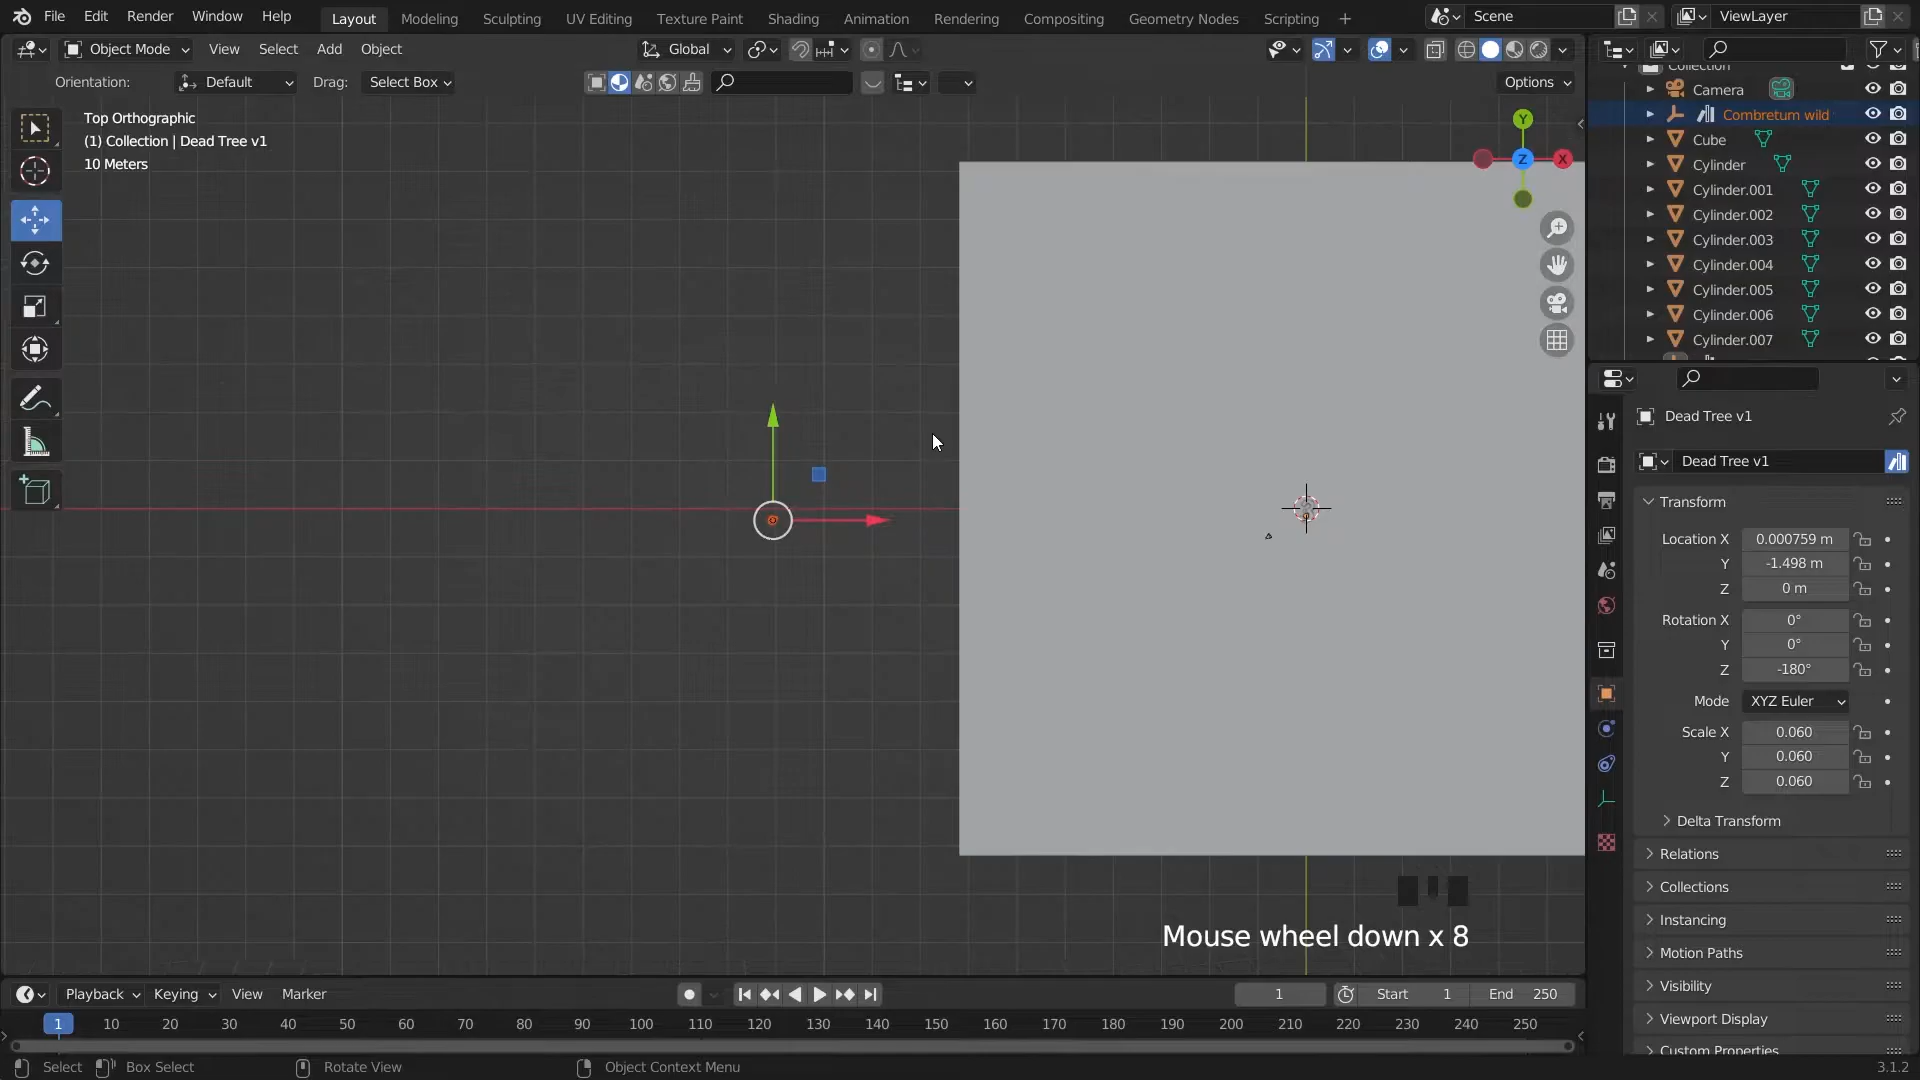 File Edit Render Window Help
Layout Modeling Sculpting UV Editing Texture Paint Shading Animation Rendering Compositing Geometry Nodes Scripting +
Scene
ViewLayer
Object Mode View Select Add Object
Global
Orientation: Default Drag: Select Box
Options
Top Orthographic
(1) Collection | Dead Tree v1
10 Meters
Y
Z
X
Collection
Camera
Combretum wild
Cube
Cylinder
Cylinder.001
Cylinder.002
Cylinder.003
Cylinder.004
Cylinder.005
Cylinder.006
Cylinder.007
Dead Tree v1
Dead Tree v1
Transform
Location X 0.000759 m
Y -1.498 m
Z 0 m
Rotation X 0°
Y 0°
Z -180°
Mode XYZ Euler
Scale X 0.060
Y 0.060
Z 0.060
Delta Transform
Relations
Collections
Instancing
Motion Paths
Visibility
Viewport Display
Custom Properties
Mouse wheel down x 8
Playback Keying View Marker
1 Start 1 End 250
1 10 20 30 40 50 60 70 80 90 100 110 120 130 140 150 160 170 180 190 200 210 220 230 240 250
Select Box Select Rotate View Object Context Menu
3.1.2